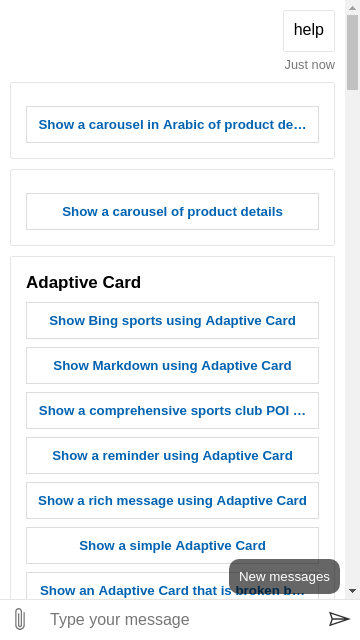 help
Just now
Show a carousel in Arabic of product de…
Show a carousel of product details
Adaptive Card
Show Bing sports using Adaptive Card
Show Markdown using Adaptive Card
Show a comprehensive sports club POI …
Show a reminder using Adaptive Card
Show a rich message using Adaptive Card
Show a simple Adaptive Card
Show an Adaptive Card that is broken b…
New messages
Type your message